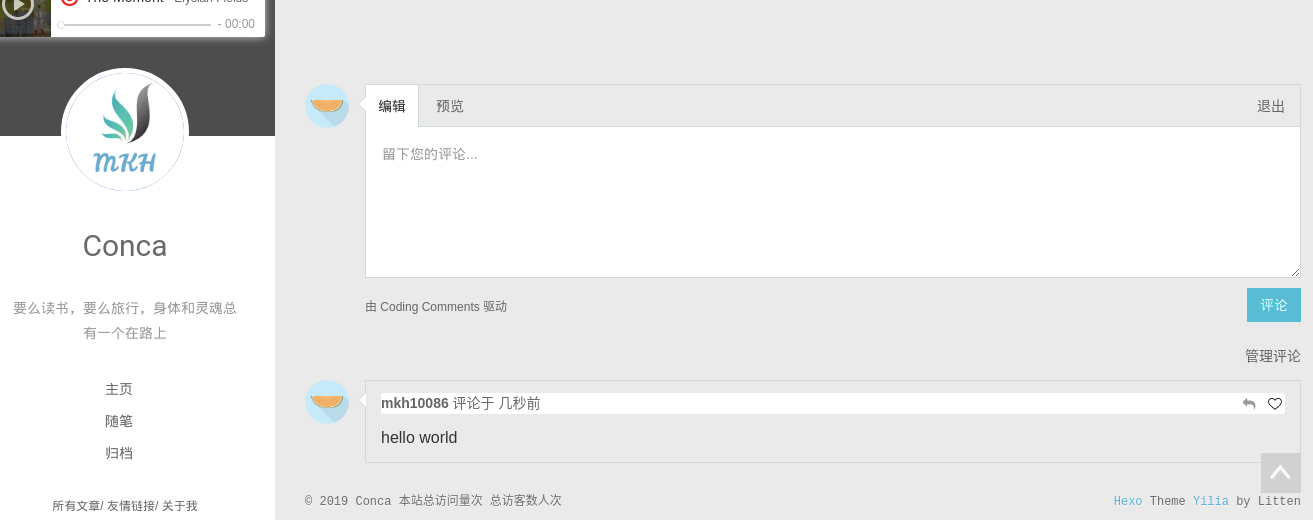 The Moment - Elysian Fields
- 00:00
MKH
Conca
要么读书，要么旅行，身体和灵魂总
有一个在路上
主页
随笔
归档
所有文章/ 友情链接/ 关于我
编辑 预览 退出
留下您的评论...
由 Coding Comments 驱动 评论
管理评论
mkh10086 评论于 几秒前
hello world
© 2019 Conca 本站总访问量次 总访客数人次 Hexo Theme Yilia by Litten